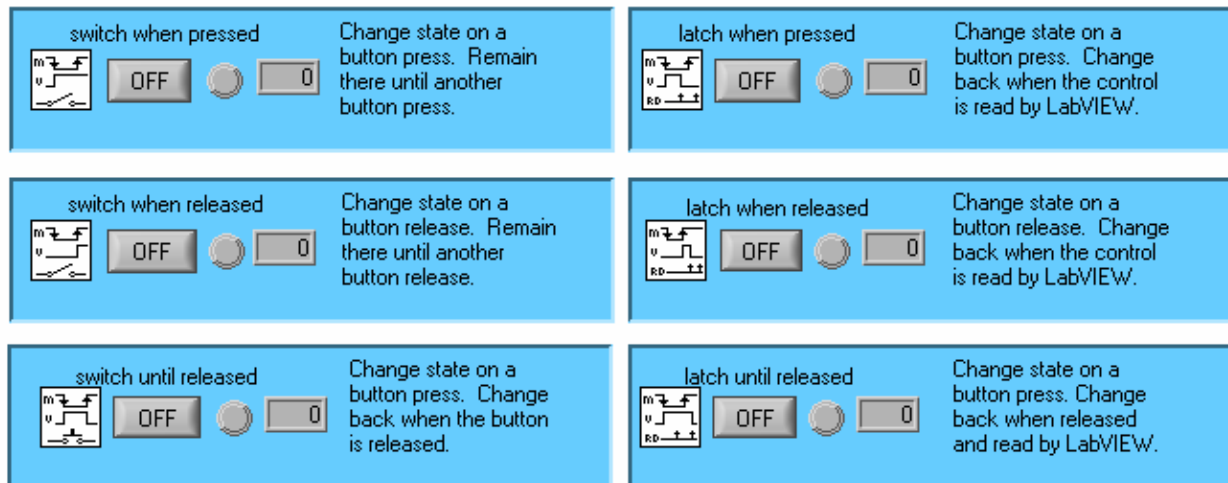 switch when pressed
OFF
0
Change state on a
button press. Remain
there until another
button press.
m
v
latch when pressed
OFF
0
Change state on a
button press. Change
back when the control
is read by LabVIEW.
m
v
RD
switch when released
OFF
0
Change state on a
button release. Remain
there until another
button release.
m
v
latch when released
OFF
0
Change state on a
button release. Change
back when the control
is read by LabVIEW.
m
v
RD
switch until released
OFF
0
Change state on a
button press. Change
back when the button
is released.
m
v
latch until released
OFF
0
Change state on a
button press. Change
back when released
and read by LabVIEW.
m
v
RD